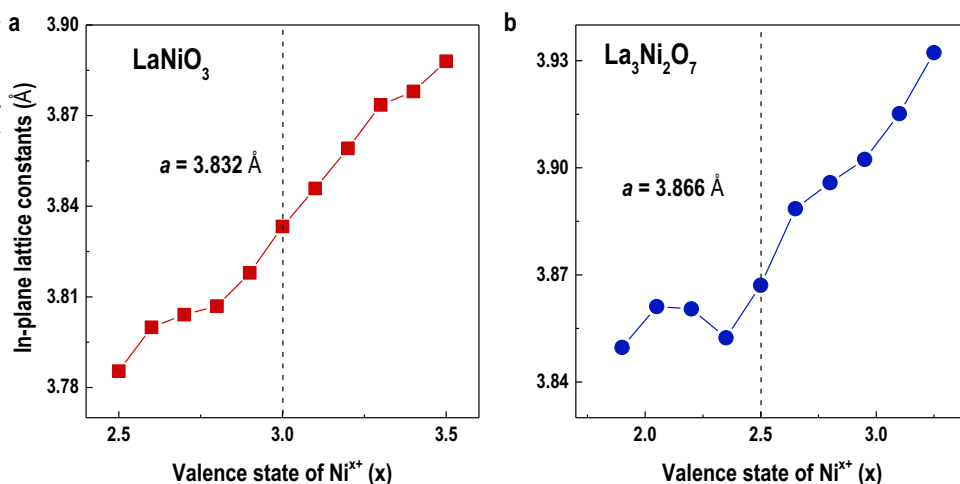 a
LaNiO3
a = 3.832 Å
In-plane lattice constants (Å)
3.90
3.87
3.84
3.81
3.78
2.5 3.0 3.5
Valence state of Ni^x+ (x)
b
La3Ni2O7
a = 3.866 Å
3.93
3.90
3.87
3.84
2.0 2.5 3.0
Valence state of Ni^x+ (x)